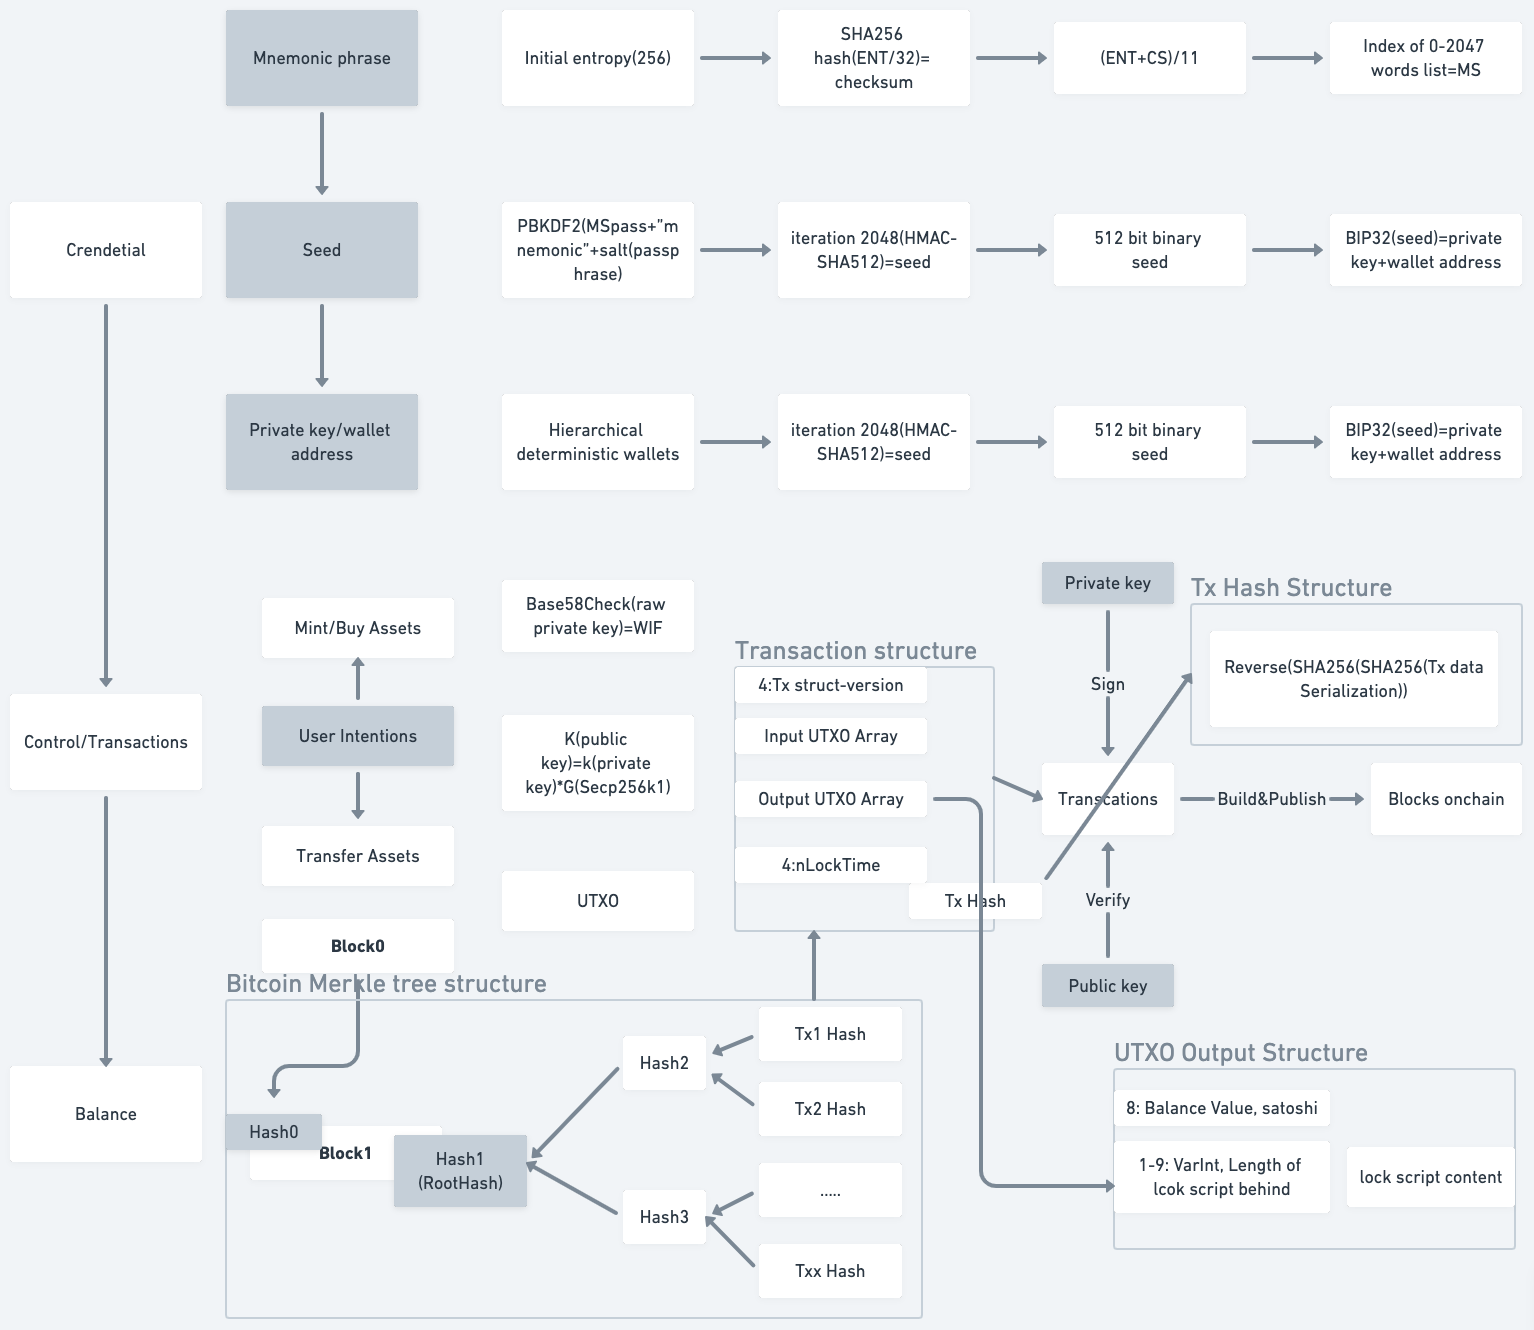 Mnemonic phrase
Initial entropy(256)
SHA256
hash(ENT/32)=
checksum
(ENT+CS)/11
Index of 0-2047
words list=MS
Crendetial
Seed
PBKDF2(MSpass+"m
nemonic"+salt(passp
hrase)
iteration 2048(HMAC-
SHA512)=seed
512 bit binary
seed
BIP32(seed)=private
key+wallet address
Private key/wallet
address
Hierarchical
deterministic wallets
iteration 2048(HMAC-
SHA512)=seed
512 bit binary
seed
BIP32(seed)=private
key+wallet address
Control/Transactions
Mint/Buy Assets
User Intentions
Transfer Assets
Base58Check(raw
private key)=WIF
K(public
key)=k(private
key)*G(Secp256k1)
UTXO
Transaction structure
4:Tx struct-version
Input UTXO Array
Output UTXO Array
4:nLockTime
Tx Hash
Private key
Sign
Transcations
Verify
Public key
Build&Publish
Blocks onchain
Tx Hash Structure
Reverse(SHA256(SHA256(Tx data
Serialization))
Balance
Block0
Bitcoin Merkle tree structure
Hash0
Block1
Hash1
(RootHash)
Hash2
Hash3
Tx1 Hash
Tx2 Hash
.....
Txx Hash
UTXO Output Structure
8: Balance Value, satoshi
1-9: VarInt, Length of
lcok script behind
lock script content